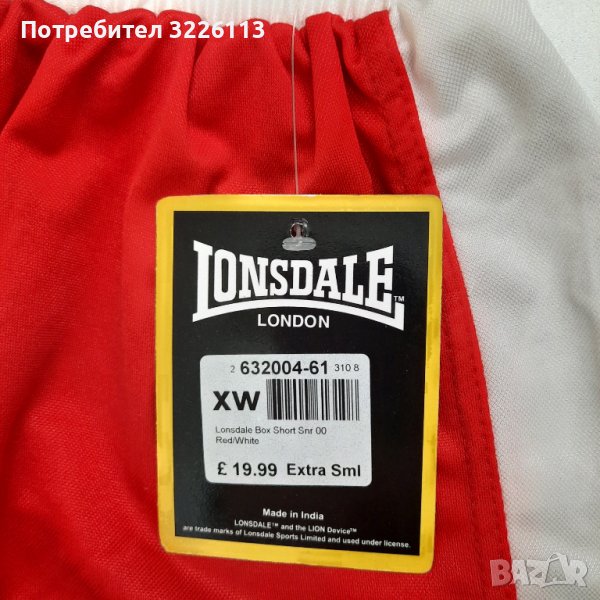 Потребител 3226113
LONSDALE™
LONDON
2 632004-61 310 8
XW
Lonsdale Box Short Snr 00
Red/White
£ 19.99 Extra Sml
Made in India
LONSDALE™ and the LION Device™
are trade marks of Lonsdale Sports Limited and used under license.
BAZAR